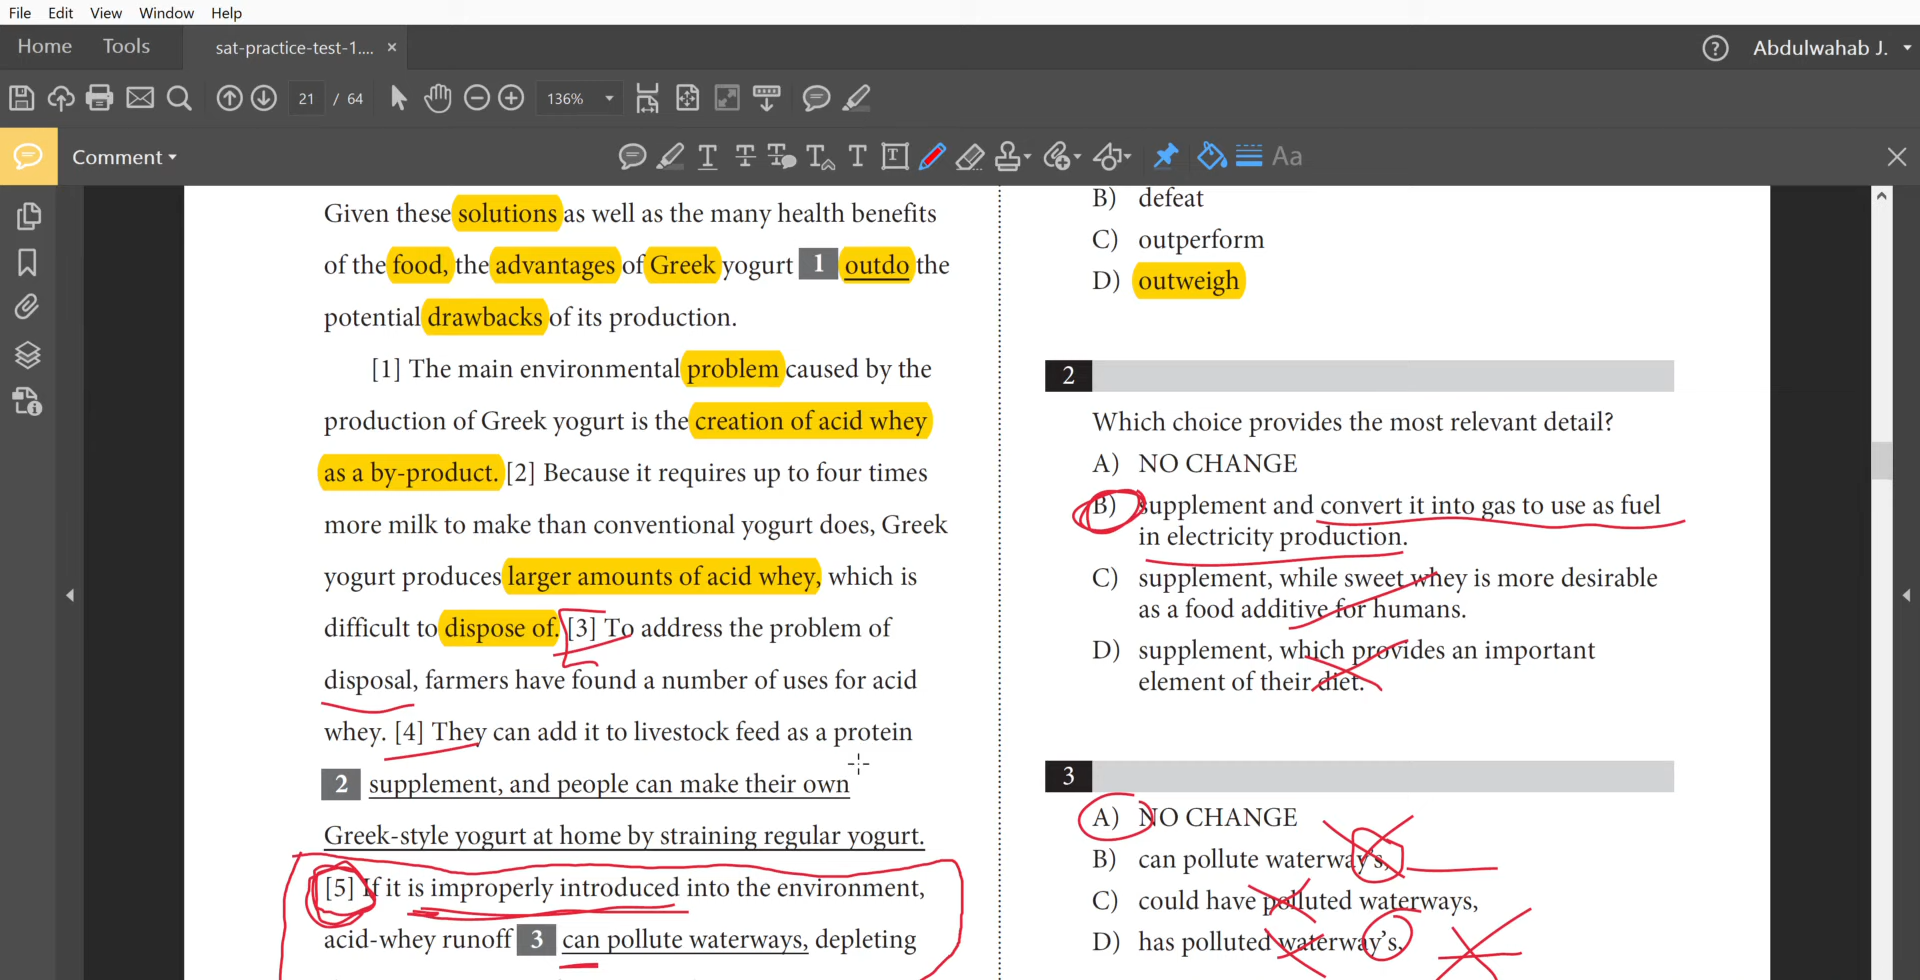 File Edit View Window Help
Home Tools sat-practice-test-1.... × Abdulwahab J.
21 / 64 136%
Comment Aa
Given these solutions as well as the many health benefits
of the food, the advantages of Greek yogurt 1 outdo the
potential drawbacks of its production.
[1] The main environmental problem caused by the
production of Greek yogurt is the creation of acid whey
as a by-product. [2] Because it requires up to four times
more milk to make than conventional yogurt does, Greek
yogurt produces larger amounts of acid whey, which is
difficult to dispose of. [3] To address the problem of
disposal, farmers have found a number of uses for acid
whey. [4] They can add it to livestock feed as a protein
2 supplement, and people can make their own
Greek-style yogurt at home by straining regular yogurt.
[5] If it is improperly introduced into the environment,
acid-whey runoff 3 can pollute waterways, depleting
B) defeat
C) outperform
D) outweigh
2
Which choice provides the most relevant detail?
A) NO CHANGE
B) supplement and convert it into gas to use as fuel
in electricity production.
C) supplement, while sweet whey is more desirable
as a food additive for humans.
D) supplement, which provides an important
element of their diet.
3
A) NO CHANGE
B) can pollute waterway's,
C) could have polluted waterways,
D) has polluted waterway's,